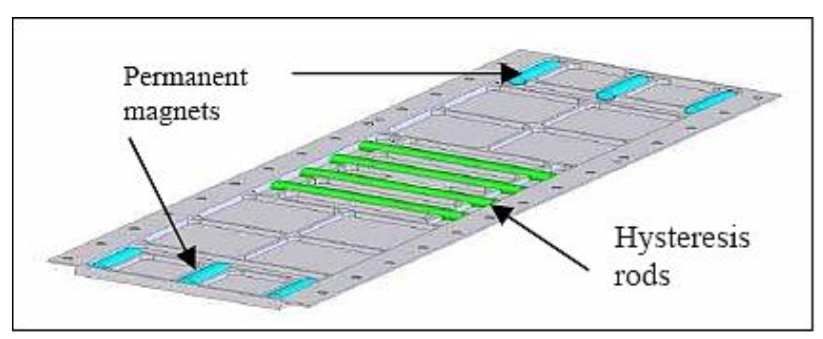 Permanent
magnets
Hysteresis
rods